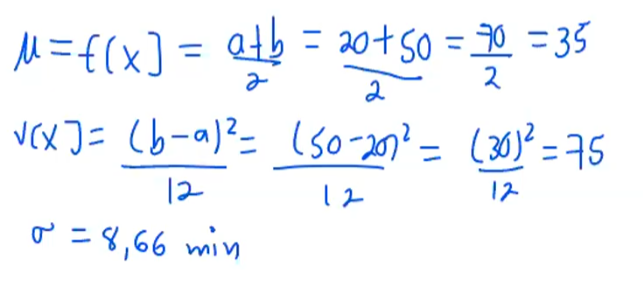 μ = E(X] = a+b/2 = 20+50/2 = 70/2 = 35
V(X] = (b-a)²/12 = (50-20)²/12 = (30)²/12 = 75
σ = 8,66 min